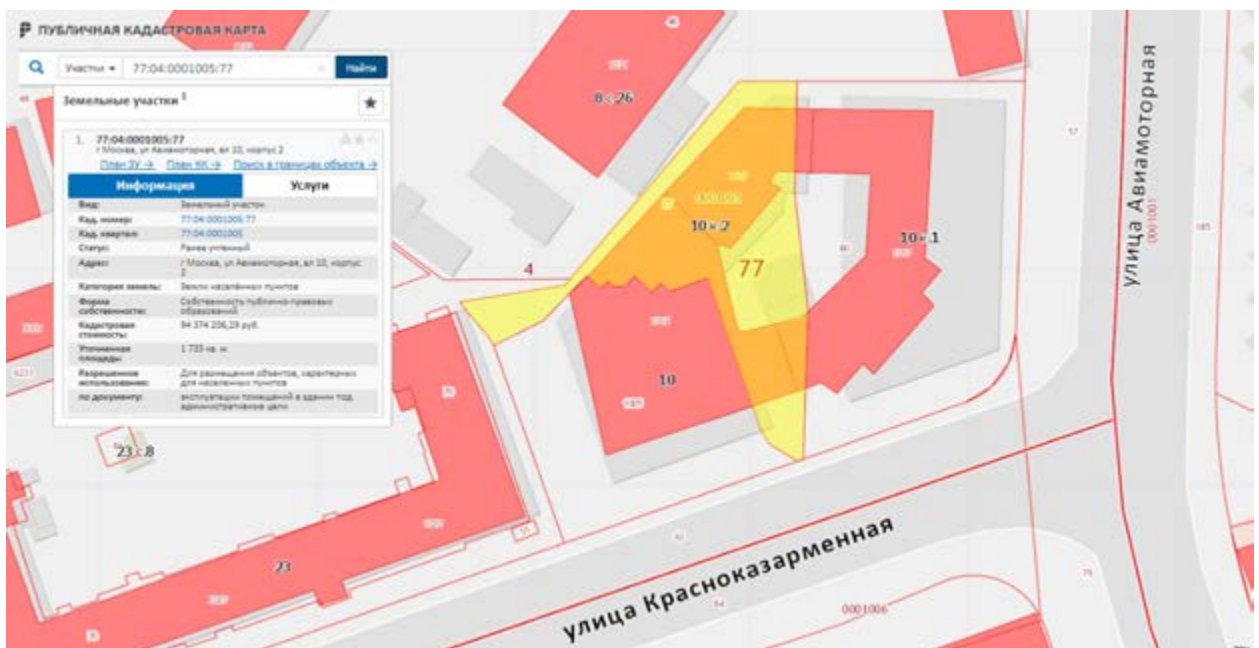 ПУБЛИЧНАЯ КАДАСТРОВАЯ КАРТА
Участки 77:04:0001005:77 Найти
Земельные участки 1
1. 77:04:0001005:77
г Москва, ул Авиамоторная, вл 10, корпус 2
План ЗУ → План КК → Поиск в границах объекта →
Информация Услуги
Вид: Земельный участок
Кад. номер: 77:04:0001005:77
Кад. квартал: 77:04:0001005
Статус: Ранее учтенный
Адрес: г Москва, ул Авиамоторная, вл 10, корпус
2
Категория земель: Земли населённых пунктов
Форма Собственность публично-правовых
собственности: образований
Кадастровая 94 374 206,29 руб.
стоимость:
Уточненная 1 733 кв. м
площадь:
Разрешенное Для размещения объектов, характерных
использование: для населенных пунктов
по документу: эксплуатации помещений в здании под
административные цели
8 с.26
10 к.2
10 к.1
77
4
10
23 с.8
23
улица Авиамоторная
0001001
улица Красноказарменная
0001006